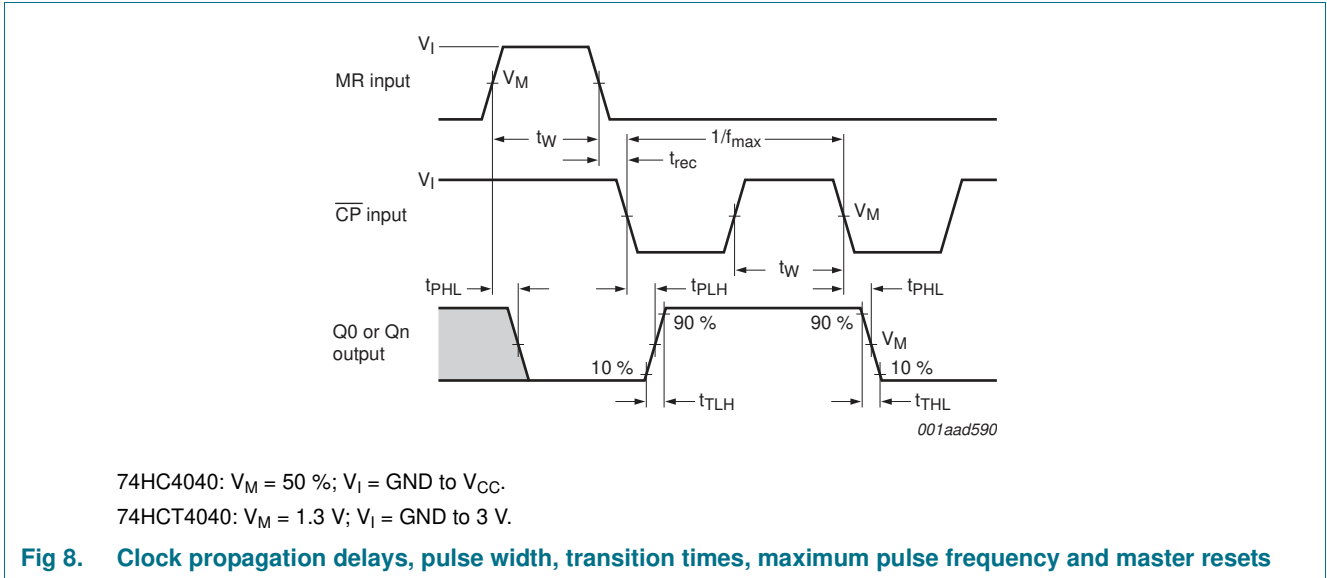 VI
MR input
VM
tW
1/fmax
trec
VI
CP input
VM
tW
tPHL
tPLH
tPHL
Q0 or Qn
output
90 %
90 %
VM
10 %
10 %
tTLH
tTHL
001aad590
74HC4040: VM = 50 %; VI = GND to VCC.
74HCT4040: VM = 1.3 V; VI = GND to 3 V.
Fig 8. Clock propagation delays, pulse width, transition times, maximum pulse frequency and master resets